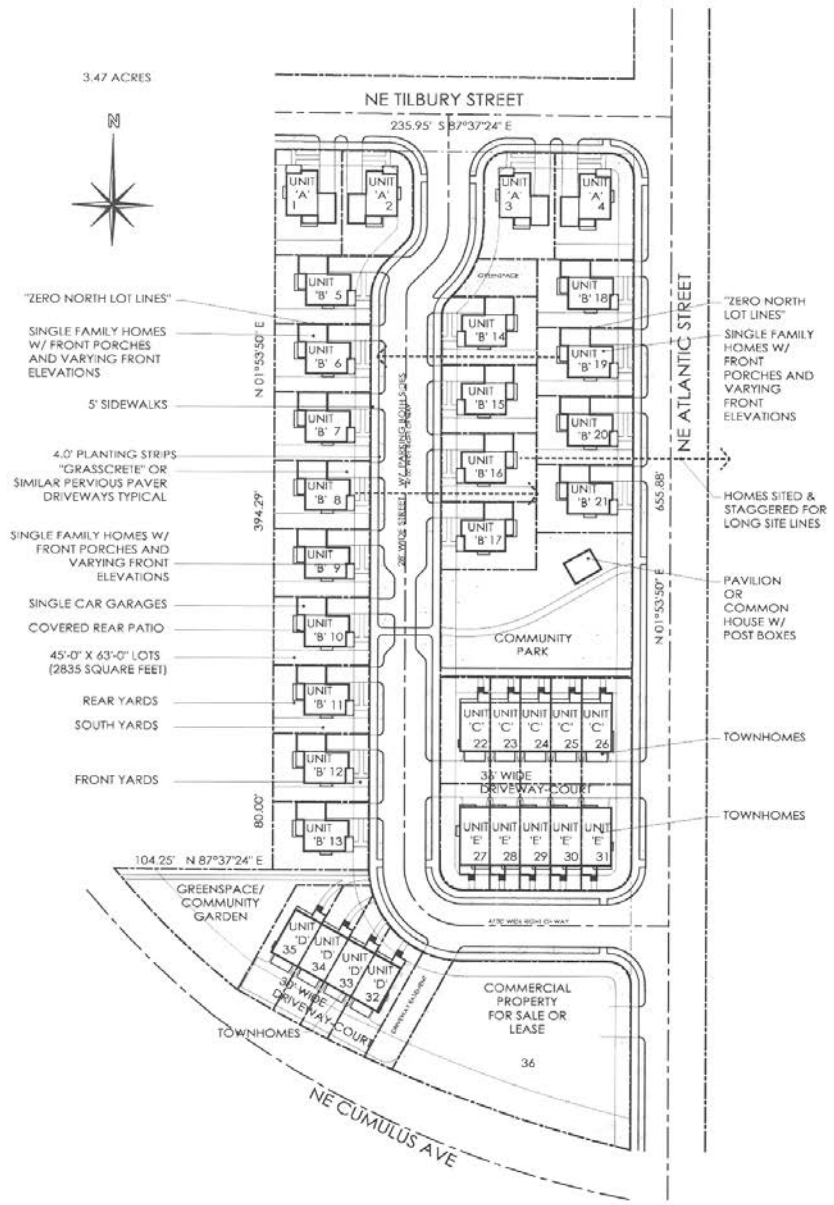 3.47 ACRES
N
NE TILBURY STREET
235.95' S 87°37'24" E
UNIT
'A'
1
UNIT
'A'
2
UNIT
'A'
3
UNIT
'A'
4
"ZERO NORTH LOT LINES"
SINGLE FAMILY HOMES
W/ FRONT PORCHES
AND VARYING FRONT
ELEVATIONS
5' SIDEWALKS
4.0' PLANTING STRIPS
"GRASSCRETE" OR
SIMILAR PERVIOUS PAVER
DRIVEWAYS TYPICAL
SINGLE FAMILY HOMES W/
FRONT PORCHES AND
VARYING FRONT
ELEVATIONS
SINGLE CAR GARAGES
COVERED REAR PATIO
45'-0" X 63'-0" LOTS
(2835 SQUARE FEET)
REAR YARDS
SOUTH YARDS
FRONT YARDS
N 01°53'50" E
394.29'
80.00'
104.25' N 87°37'24" E
UNIT
'B' 5
UNIT
'B' 6
UNIT
'B' 7
UNIT
'B' 8
UNIT
'B' 9
UNIT
'B' 10
UNIT
'B' 11
UNIT
'B' 12
UNIT
'B' 13
28' WIDE STREET W/ PARKING BOTH SIDES
GREENSPACE
UNIT
'B' 14
UNIT
'B' 15
UNIT
'B' 16
UNIT
'B' 17
UNIT
'B' 18
UNIT
'B' 19
UNIT
'B' 20
UNIT
'B' 21
NE ATLANTIC STREET
655.88'
N 01°53'50" E
"ZERO NORTH
LOT LINES"
SINGLE FAMILY
HOMES W/
FRONT
PORCHES AND
VARYING
FRONT
ELEVATIONS
HOMES SITED &
STAGGERED FOR
LONG SITE LINES
PAVILION
OR
COMMON
HOUSE W/
POST BOXES
COMMUNITY
PARK
UNIT
'C'
22
UNIT
'C'
23
UNIT
'C'
24
UNIT
'C'
25
UNIT
'C'
26
TOWNHOMES
WIDE
DRIVEWAY-COURT
UNIT
'E'
27
UNIT
'E'
28
UNIT
'E'
29
UNIT
'E'
30
UNIT
'E'
31
TOWNHOMES
WIDE RIGHT OF WAY
GREENSPACE/
COMMUNITY
GARDEN
UNIT
'D'
35
UNIT
'D'
34
UNIT
'D'
33
UNIT
'D'
32
30' WIDE
DRIVEWAY-COURT
TOWNHOMES
DRIVEWAY EASEMENT
COMMERCIAL
PROPERTY
FOR SALE OR
LEASE
36
NE CUMULUS AVE